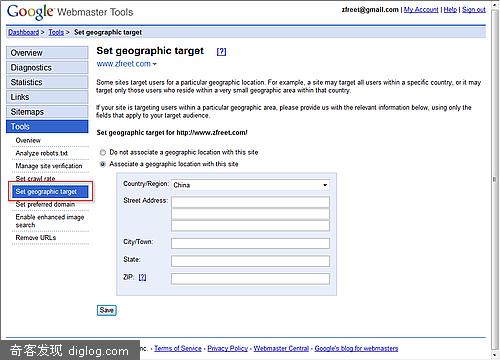 Google Webmaster Tools
zfreet@gmail.com | My Account | Help | Sign out
Dashboard > Tools > Set geographic target
Overview
Diagnostics
Statistics
Links
Sitemaps
Tools
Overview
Analyze robots.txt
Manage site verification
Set crawl rate
Set geographic target
Set preferred domain
Enable enhanced image
search
Remove URLs
Set geographic target [?]
www.zfreet.com
Some sites target users for a particular geographic location. For example, a site may target all users within a specific country, or it may
target only those users who reside within a very small geographic area within that country.
If your site is targeting users within a particular geographic area, please provide us with the relevant information below, using only the
fields that apply to your target audience.
Set geographic target for http://www.zfreet.com/
Do not associate a geographic location with this site
Associate a geographic location with this site
Country/Region: China
Street Address:
City/Town:
State:
ZIP: [?]
Save
Inc. - Terms of Service - Privacy Policy - Webmaster Central - Google's blog for webmasters
奇客发现 diglog.com